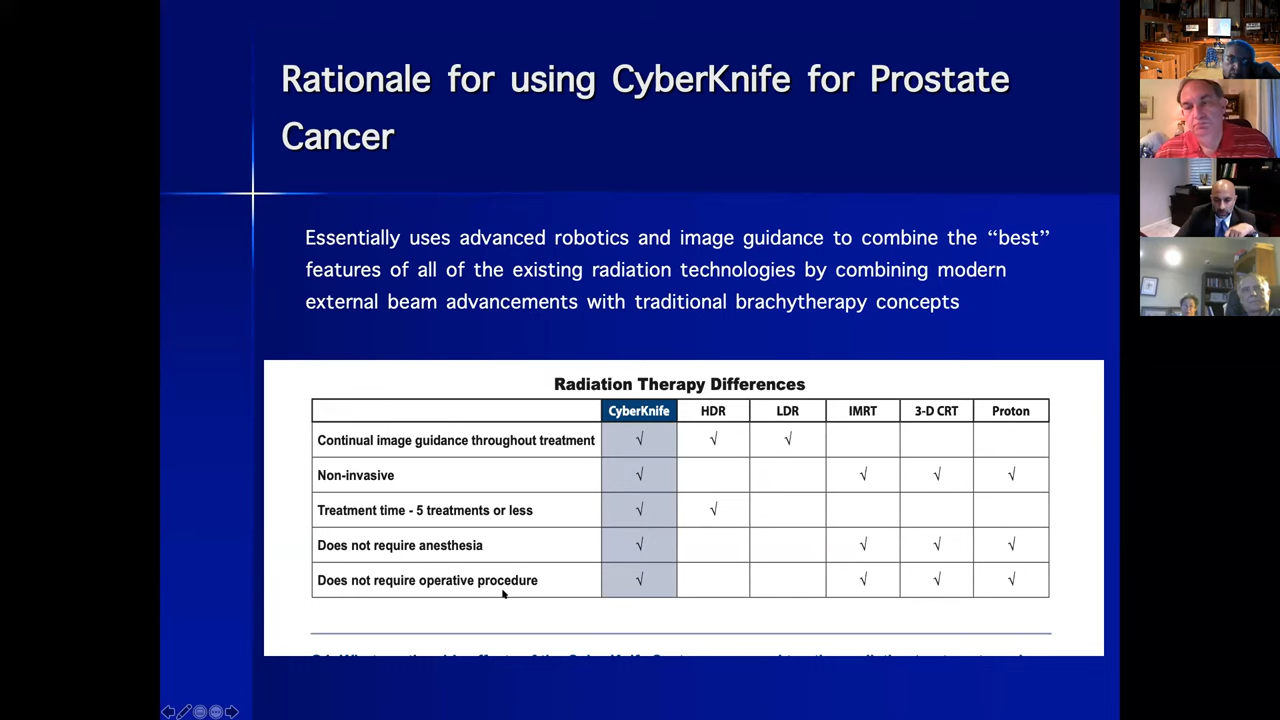 Rationale for using CyberKnife for Prostate
Cancer
Essentially uses advanced robotics and image guidance to combine the “best”
features of all of the existing radiation technologies by combining modern
external beam advancements with traditional brachytherapy concepts
Radiation Therapy Differences
CyberKnife HDR LDR IMRT 3-D CRT Proton
Continual image guidance throughout treatment √ √ √
Non-invasive √ √ √ √
Treatment time - 5 treatments or less √ √
Does not require anesthesia √ √ √ √
Does not require operative procedure √ √ √ √